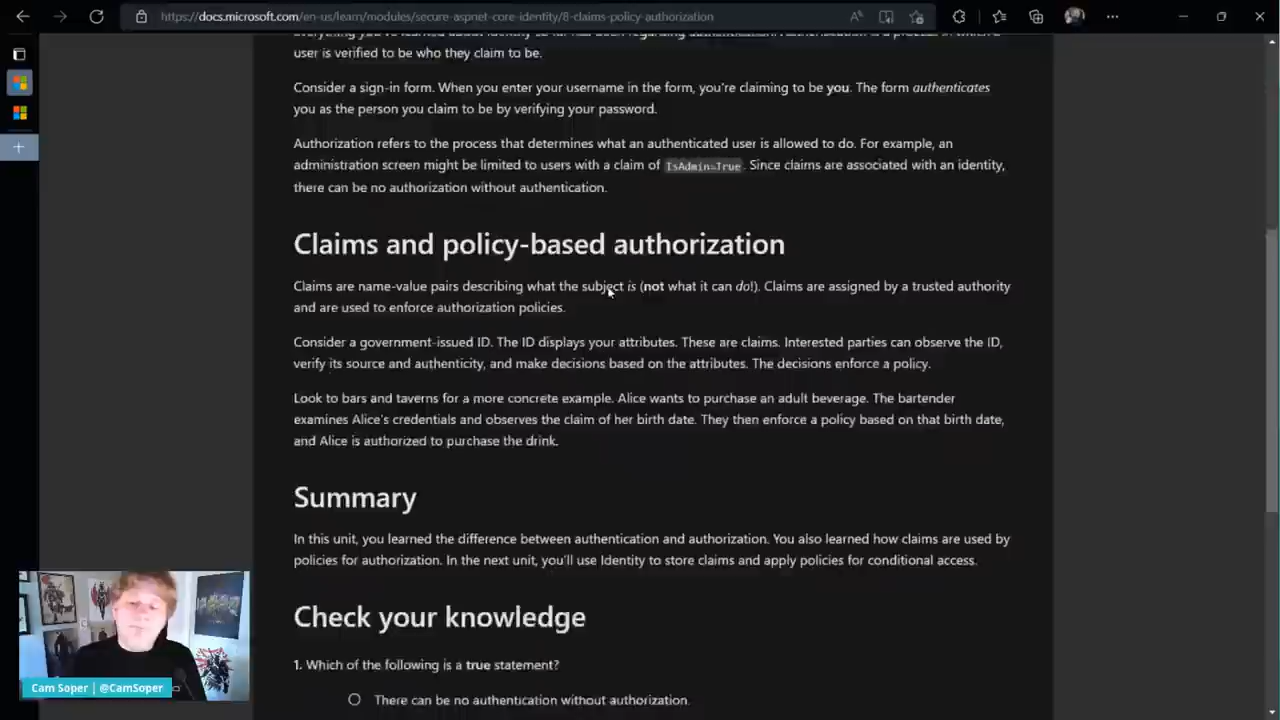 https://docs.microsoft.com/en-us/learn/modules/secure-aspnet-core-identity/8-claims-policy-authorization
user is verified to be who they claim to be.
Consider a sign-in form. When you enter your username in the form, you're claiming to be you. The form authenticates
you as the person you claim to be by verifying your password.
Authorization refers to the process that determines what an authenticated user is allowed to do. For example, an
administration screen might be limited to users with a claim of IsAdmin=True. Since claims are associated with an identity,
there can be no authorization without authentication.
Claims and policy-based authorization
Claims are name-value pairs describing what the subject is (not what it can do!). Claims are assigned by a trusted authority
and are used to enforce authorization policies.
Consider a government-issued ID. The ID displays your attributes. These are claims. Interested parties can observe the ID,
verify its source and authenticity, and make decisions based on the attributes. The decisions enforce a policy.
Look to bars and taverns for a more concrete example. Alice wants to purchase an adult beverage. The bartender
examines Alice's credentials and observes the claim of her birth date. They then enforce a policy based on that birth date,
and Alice is authorized to purchase the drink.
Summary
In this unit, you learned the difference between authentication and authorization. You also learned how claims are used by
policies for authorization. In the next unit, you'll use Identity to store claims and apply policies for conditional access.
Check your knowledge
1. Which of the following is a true statement?
There can be no authentication without authorization.
Cam Soper | @CamSoper